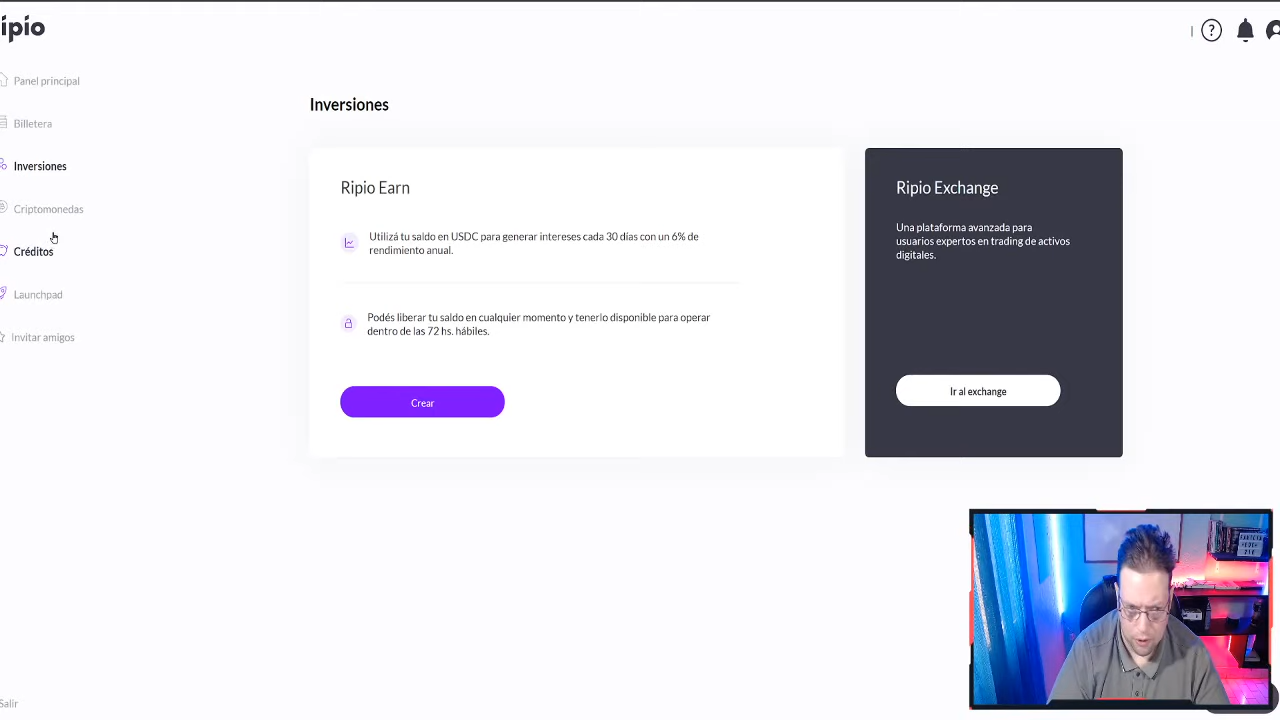 ipio
Panel principal
Billetera
Inversiones
Criptomonedas
Créditos
Launchpad
Invitar amigos
Salir
Inversiones
Ripio Earn
Utilizá tu saldo en USDC para generar intereses cada 30 días con un 6% de
rendimiento anual.
Podés liberar tu saldo en cualquier momento y tenerlo disponible para operar
dentro de las 72 hs. hábiles.
Crear
Ripio Exchange
Una plataforma avanzada para
usuarios expertos en trading de activos
digitales.
Ir al exchange